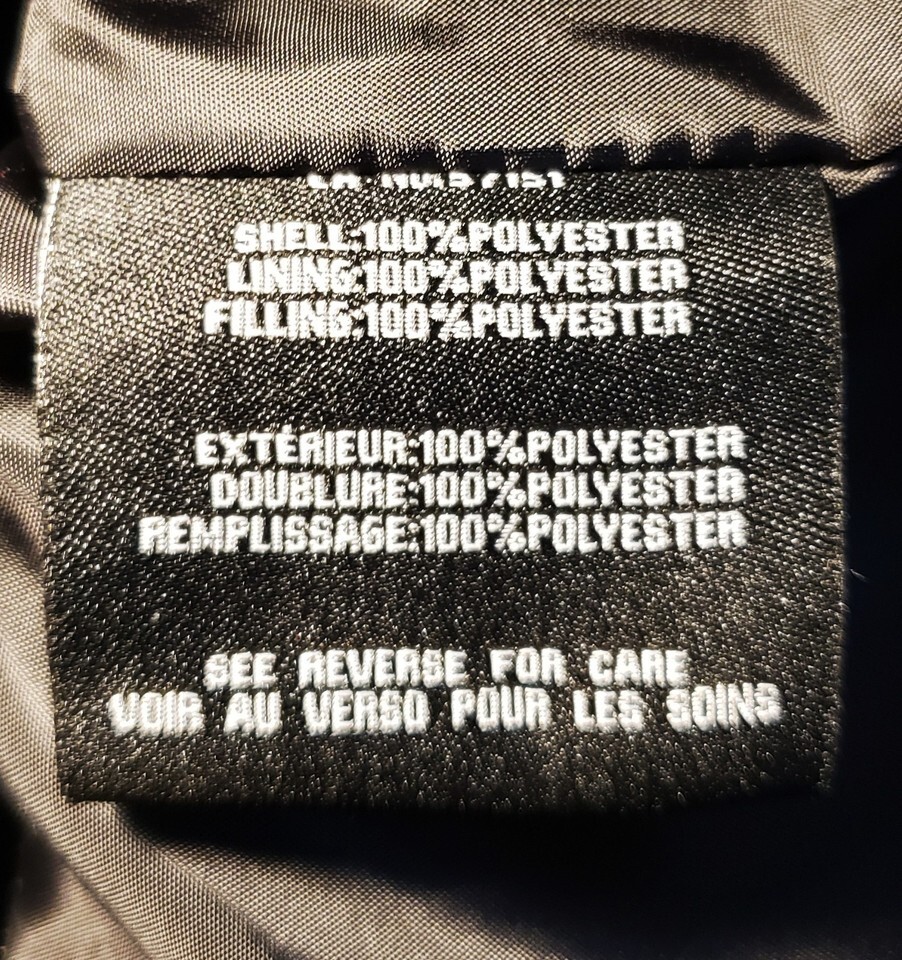 SHELL:100%POLYESTER
LINING:100%POLYESTER
FILLING:100%POLYESTER
EXTÉRIEUR:100%POLYESTER
DOUBLURE:100%POLYESTER
REMPLISSAGE:100%POLYESTER
SEE REVERSE FOR CARE
VOIR AU VERSO POUR LES SOINS